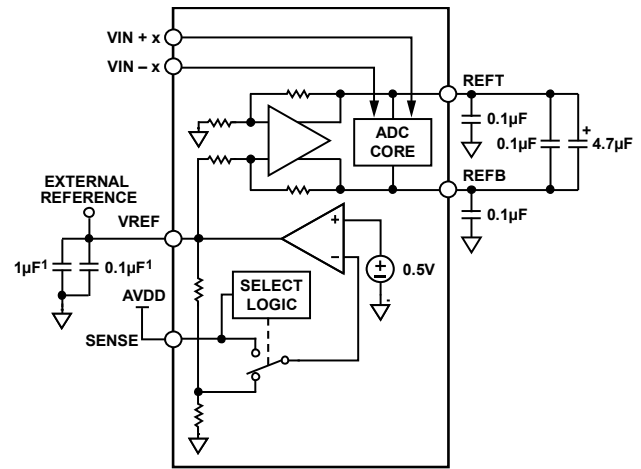 VIN + x
VIN – x
REFT
ADC
CORE
0.1µF
0.1µF
+
4.7µF
REFB
0.1µF
EXTERNAL
REFERENCE
VREF
+
–
+
–
0.5V
1µF1
0.1µF1
SELECT
LOGIC
AVDD
SENSE